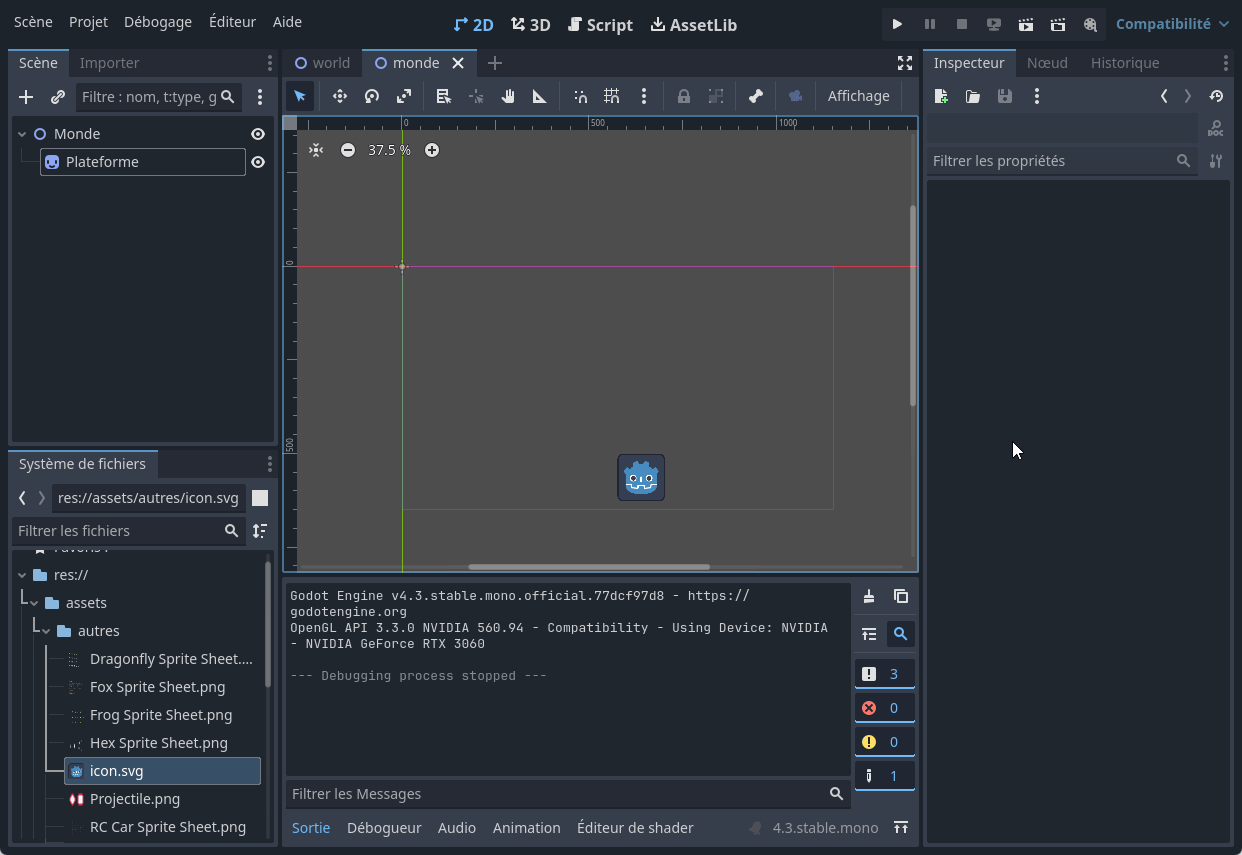 Scène Projet Débogage Éditeur Aide
2D 3D Script AssetLib
Compatibilité
Scène Importer
Filtre : nom, t:type, g
Monde
Plateforme
Système de fichiers
res://assets/autres/icon.svg
Filtrer les fichiers
res://
assets
autres
Dragonfly Sprite Sheet....
Fox Sprite Sheet.png
Frog Sprite Sheet.png
Hex Sprite Sheet.png
icon.svg
Projectile.png
RC Car Sprite Sheet.png
world monde
Affichage
0 500 1000
37.5 %
0
500
Godot Engine v4.3.stable.mono.official.77dcf97d8 - https://
godotengine.org
OpenGL API 3.3.0 NVIDIA 560.94 - Compatibility - Using Device: NVIDIA
- NVIDIA GeForce RTX 3060
--- Debugging process stopped ---
3
0
0
1
Filtrer les Messages
Sortie Débogueur Audio Animation Éditeur de shader 4.3.stable.mono
Inspecteur Nœud Historique
DOC
Filtrer les propriétés